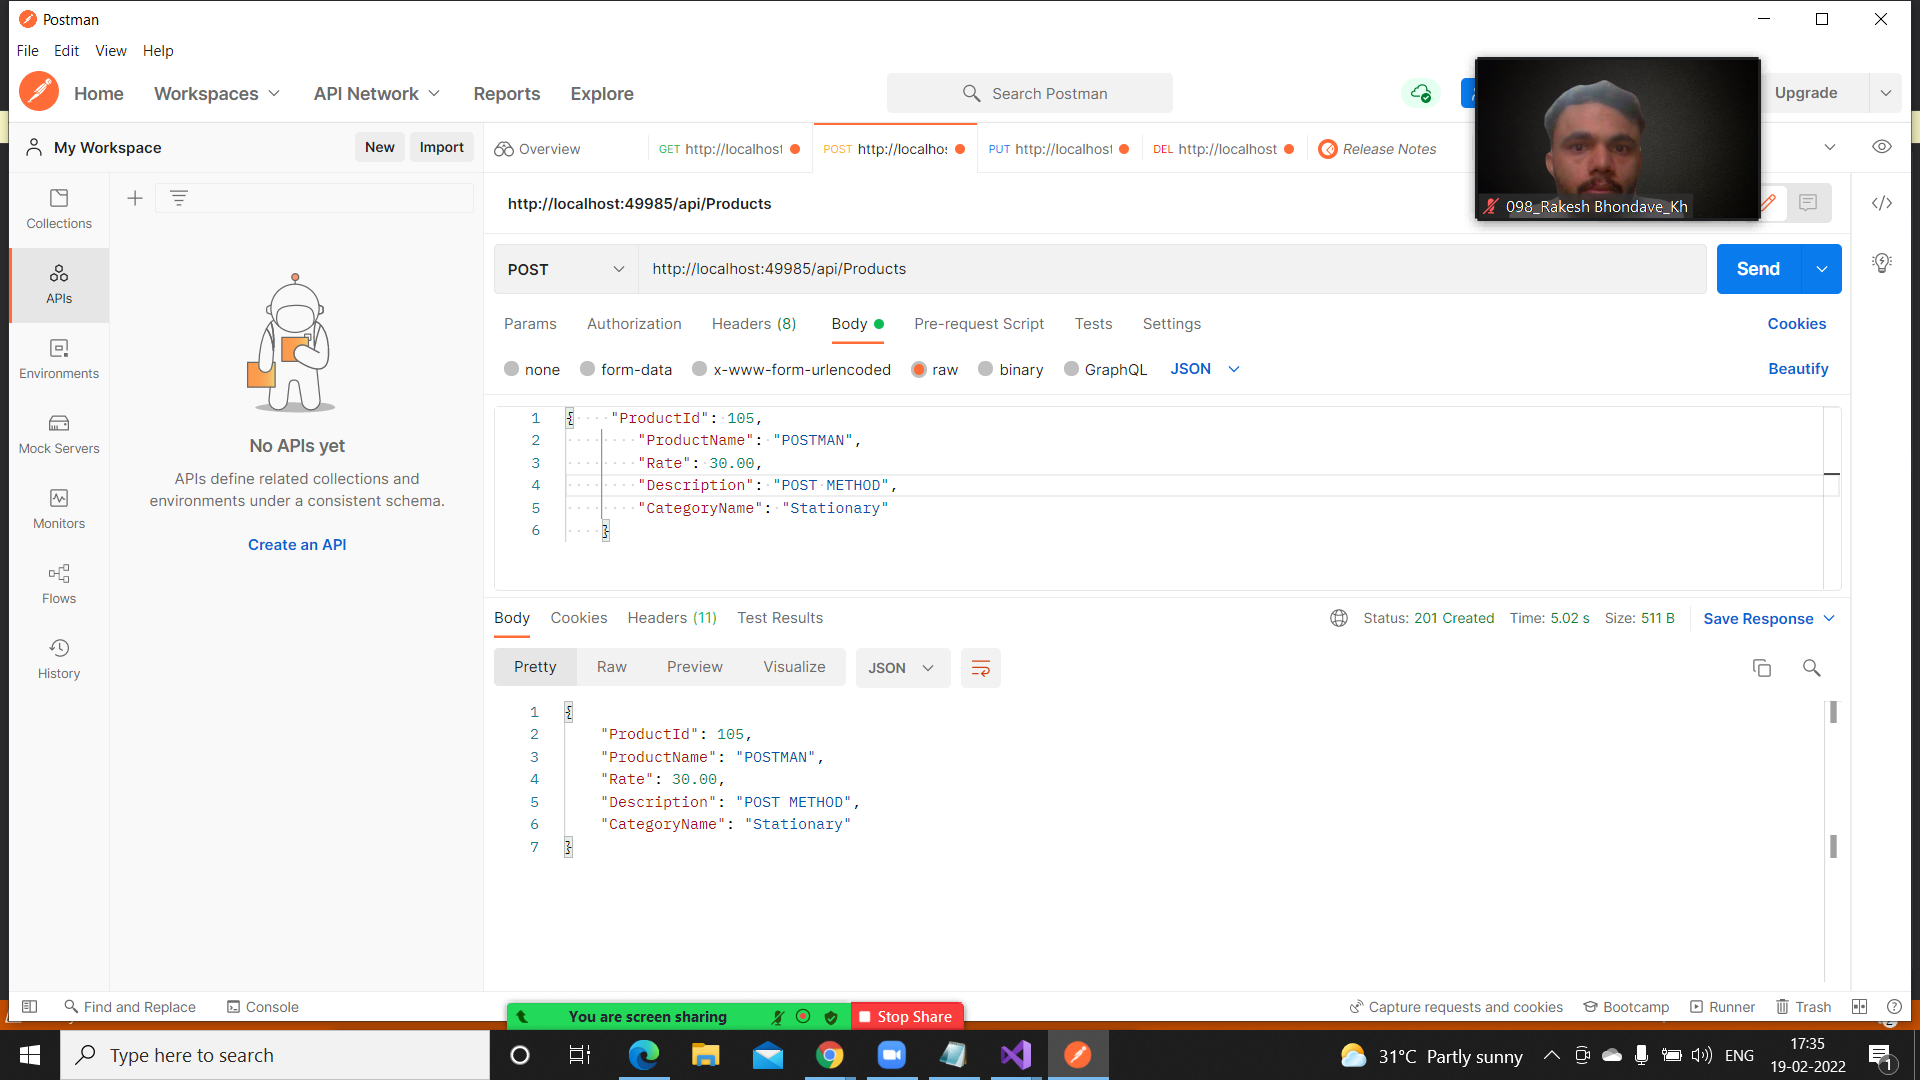 Postman
File Edit View Help
Home Workspaces API Network Reports Explore Search Postman Upgrade
My Workspace New Import
Overview GET http://localhost POST http://localhos PUT http://localhost DEL http://localhost Release Notes
098_Rakesh Bhondave_Kh
http://localhost:49985/api/Products
POST http://localhost:49985/api/Products Send
Params Authorization Headers (8) Body Pre-request Script Tests Settings Cookies
none form-data x-www-form-urlencoded raw binary GraphQL JSON Beautify
1 { "ProductId": 105,
2 "ProductName": "POSTMAN",
3 "Rate": 30.00,
4 "Description": "POST METHOD",
5 "CategoryName": "Stationary"
6 }
Collections
APIs
Environments
Mock Servers
Monitors
Flows
History
No APIs yet
APIs define related collections and
environments under a consistent schema.
Create an API
Body Cookies Headers (11) Test Results Status: 201 Created Time: 5.02 s Size: 511 B Save Response
Pretty Raw Preview Visualize JSON
1 {
2 "ProductId": 105,
3 "ProductName": "POSTMAN",
4 "Rate": 30.00,
5 "Description": "POST METHOD",
6 "CategoryName": "Stationary"
7 }
Find and Replace Console Capture requests and cookies Bootcamp Runner Trash
You are screen sharing Stop Share
Type here to search 31°C Partly sunny ENG 17:35
19-02-2022
1